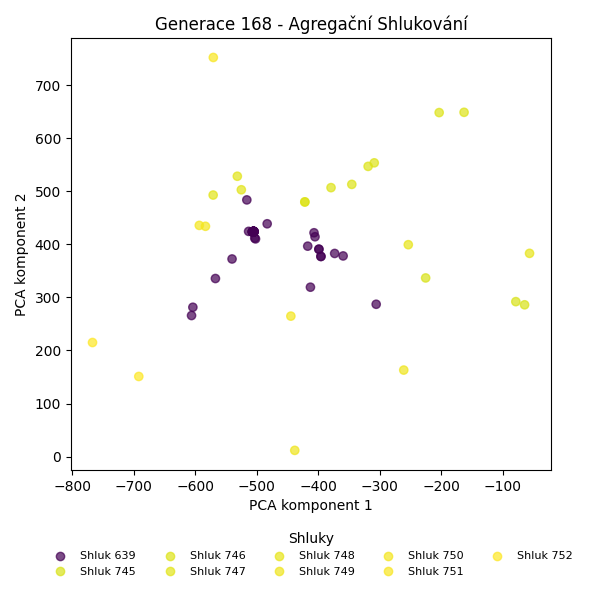 Generace 168 - Agregační Shlukování
PCA komponent 2
700
600
500
400
300
200
100
0
−800 −700 −600 −500 −400 −300 −200 −100
PCA komponent 1
Shluky
Shluk 639 Shluk 746 Shluk 748 Shluk 750 Shluk 752
Shluk 745 Shluk 747 Shluk 749 Shluk 751